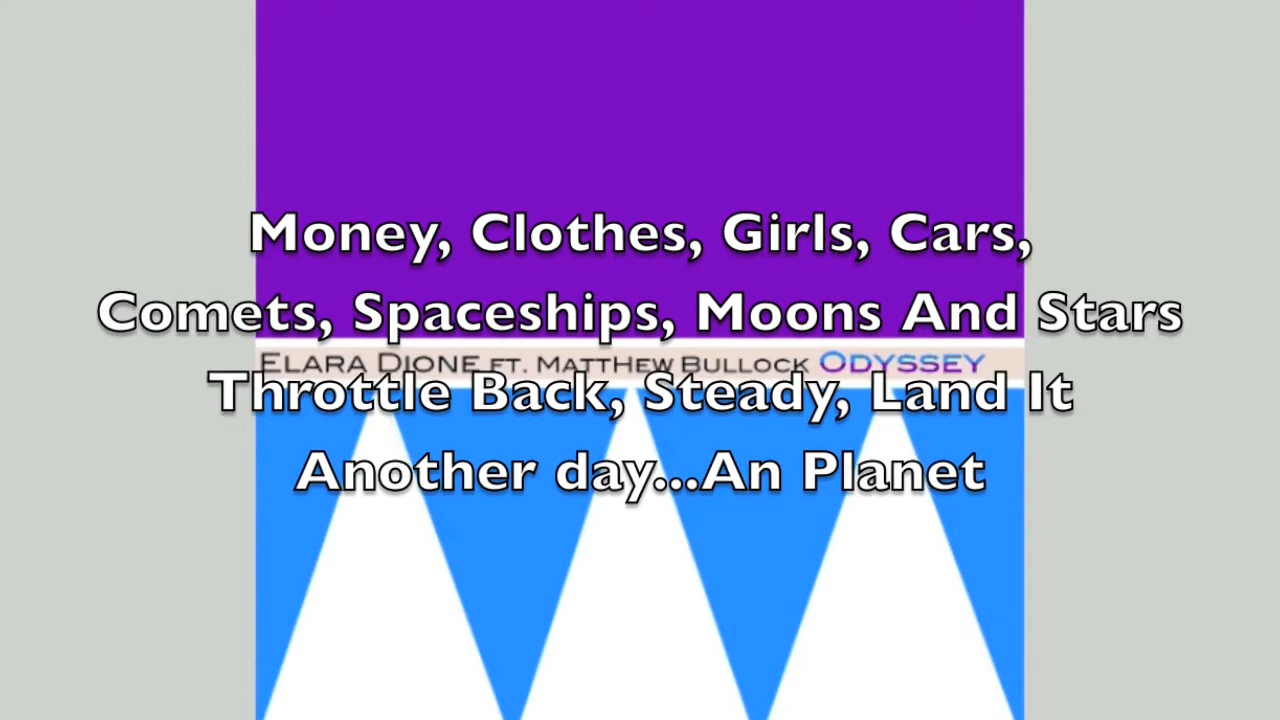 Money, Clothes, Girls, Cars,
Comets, Spaceships, Moons And Stars
Elara Dione ft. Matthew Bullock Odyssey
Throttle Back, Steady, Land It
Another day...An Planet